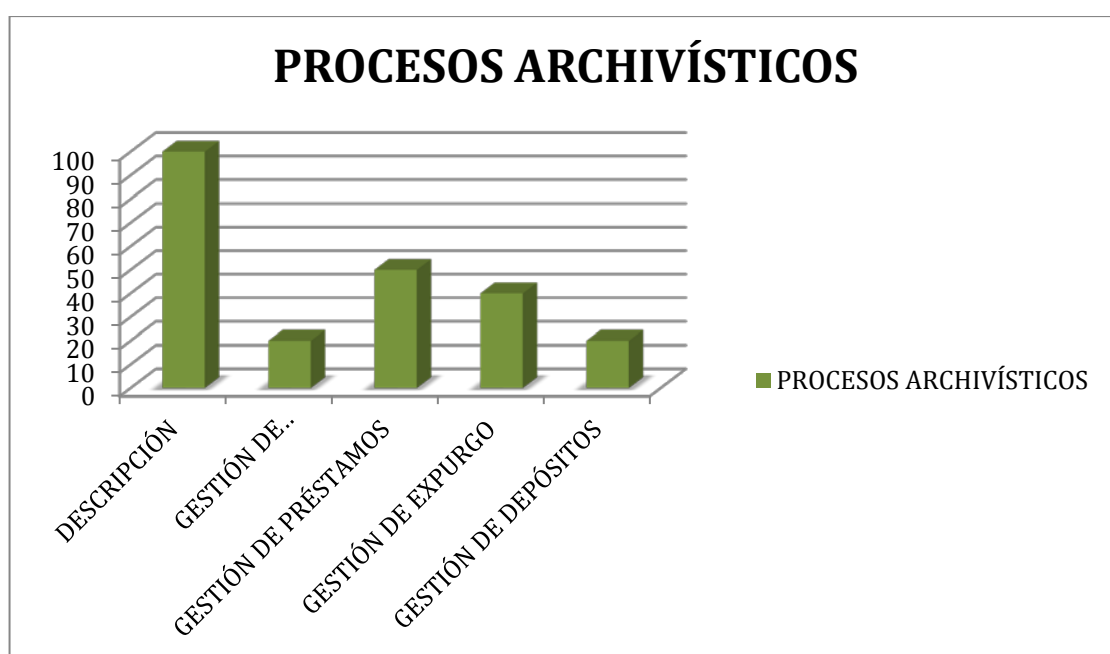 PROCESOS ARCHIVÍSTICOS
100
90
80
70
60
50
40
30
20
10
0
DESCRIPCIÓN
GESTIÓN DE..
GESTIÓN DE PRÉSTAMOS
GESTIÓN DE EXPURGO
GESTIÓN DE DEPÓSITOS
PROCESOS ARCHIVÍSTICOS